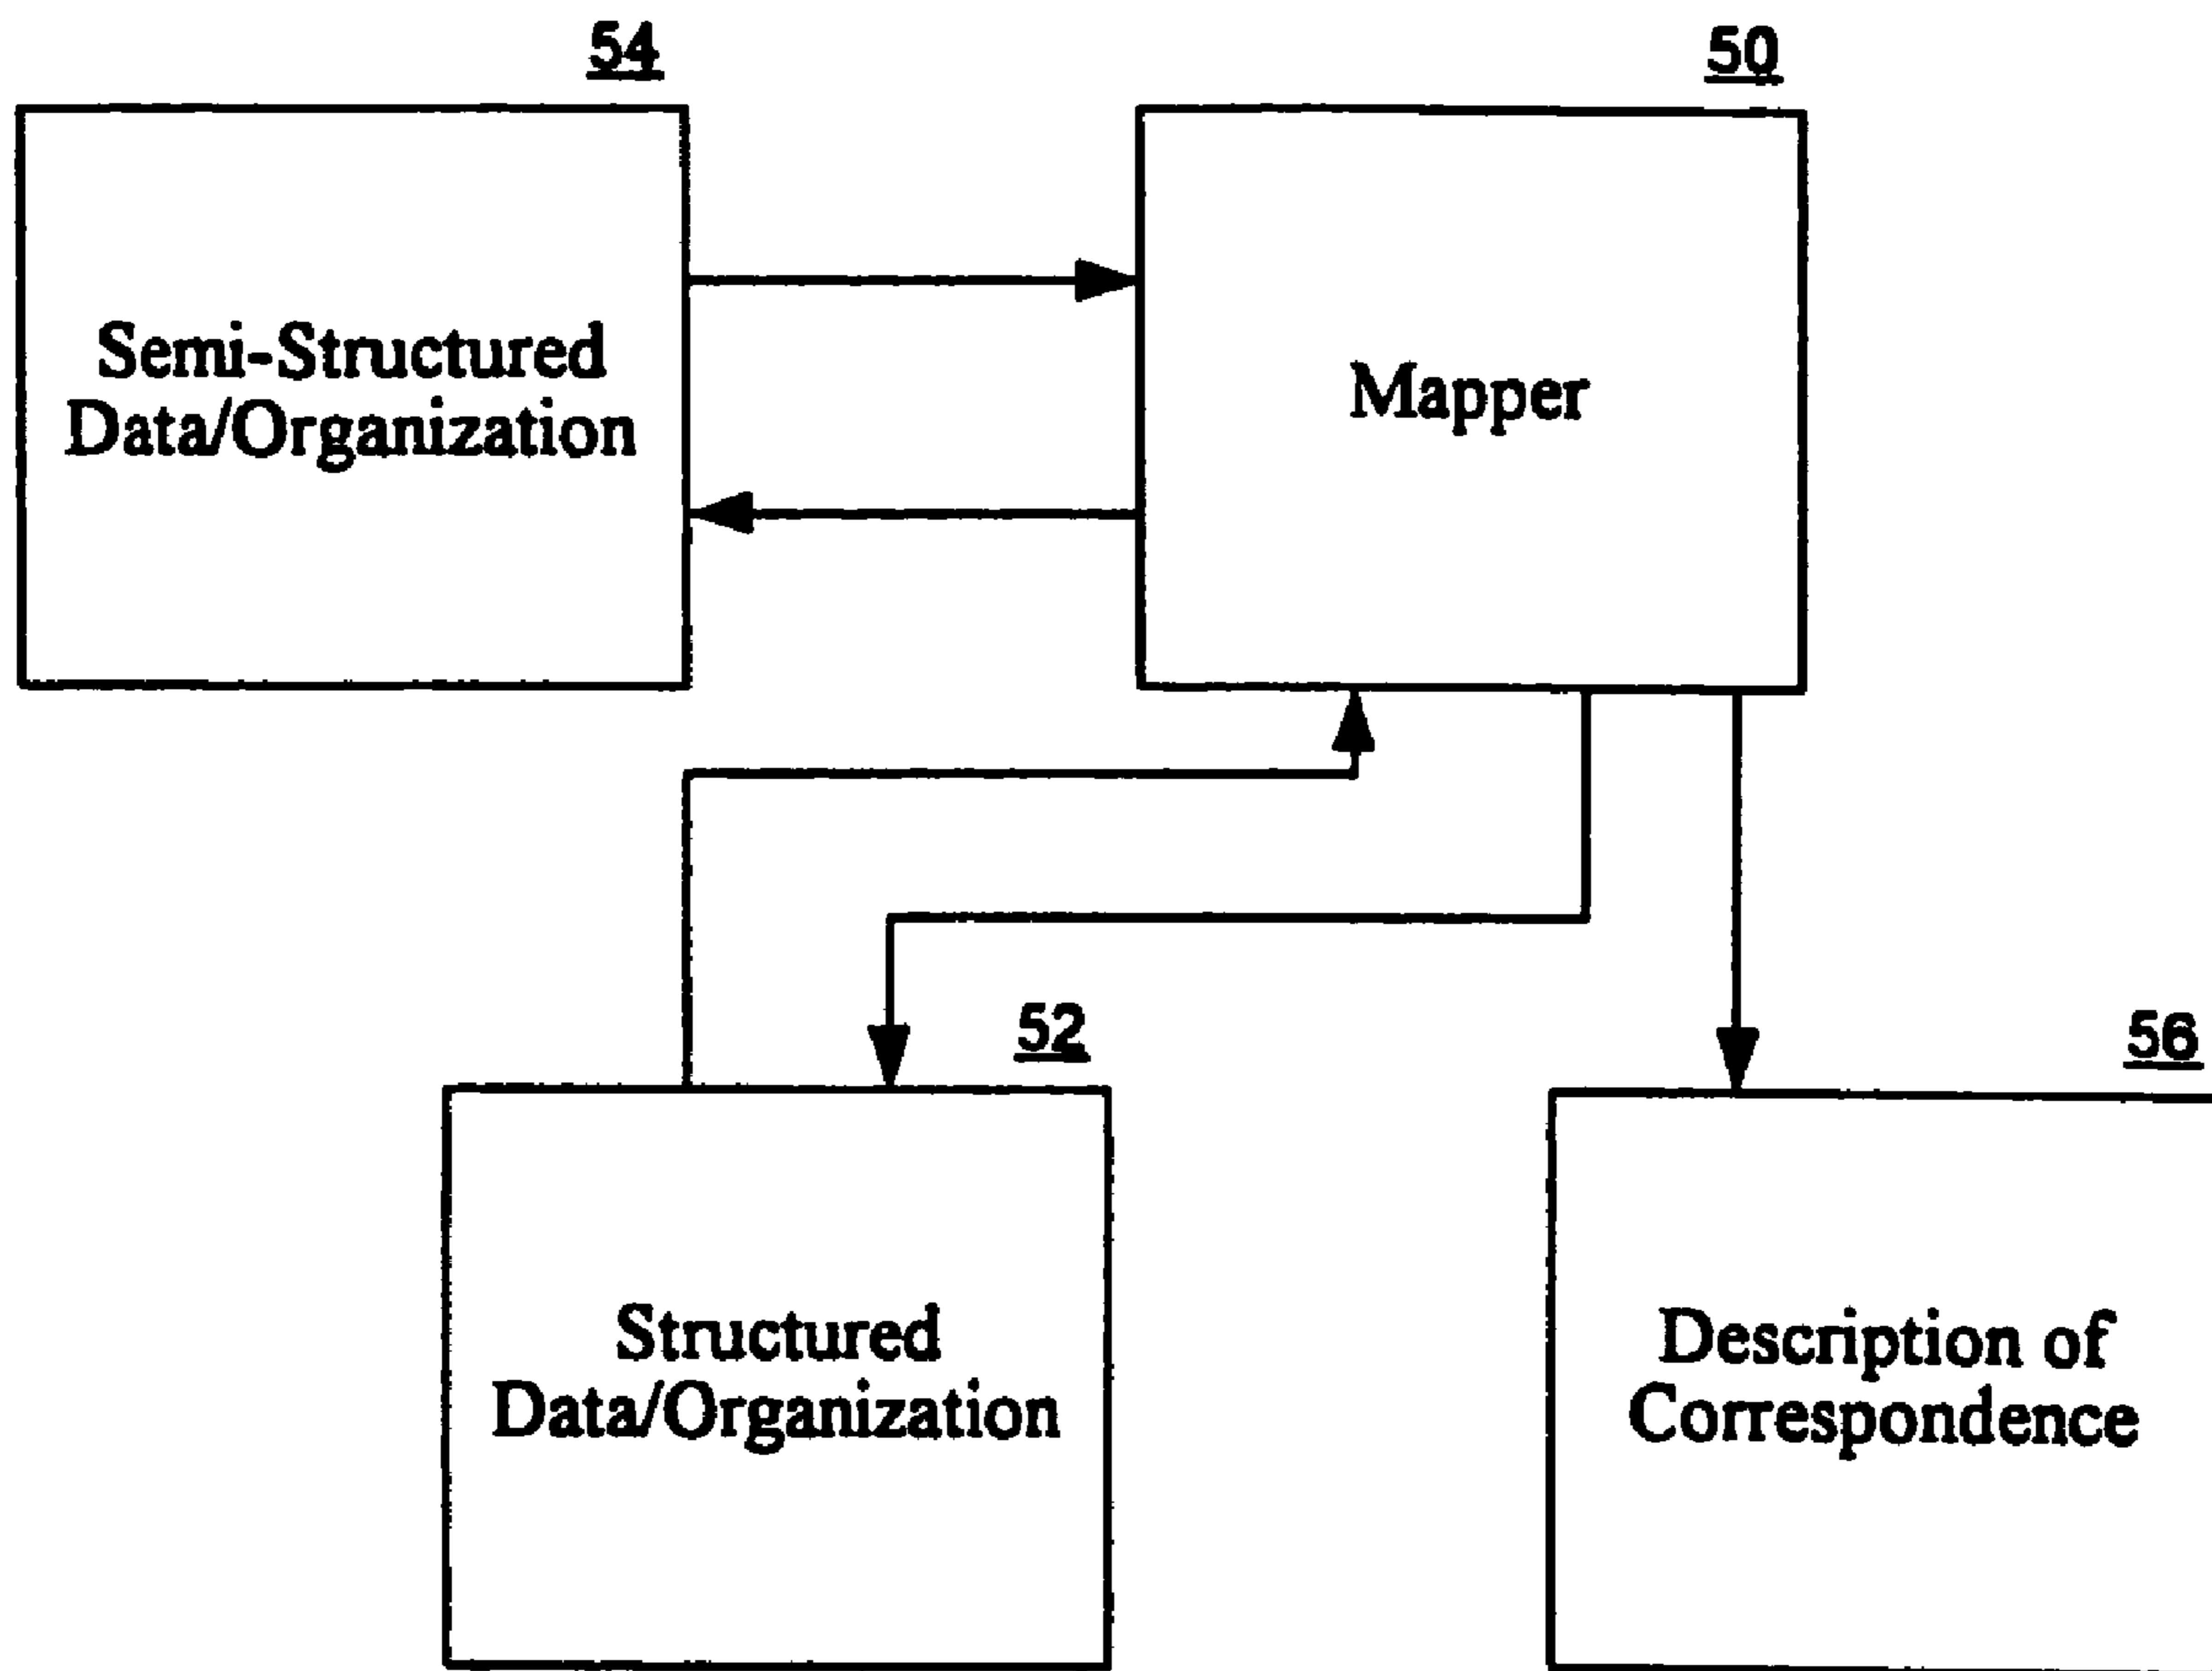 54
50
Semi-Structured
Data/Organization
Mapper
52
56
Structured
Data/Organization
Description of
Correspondence